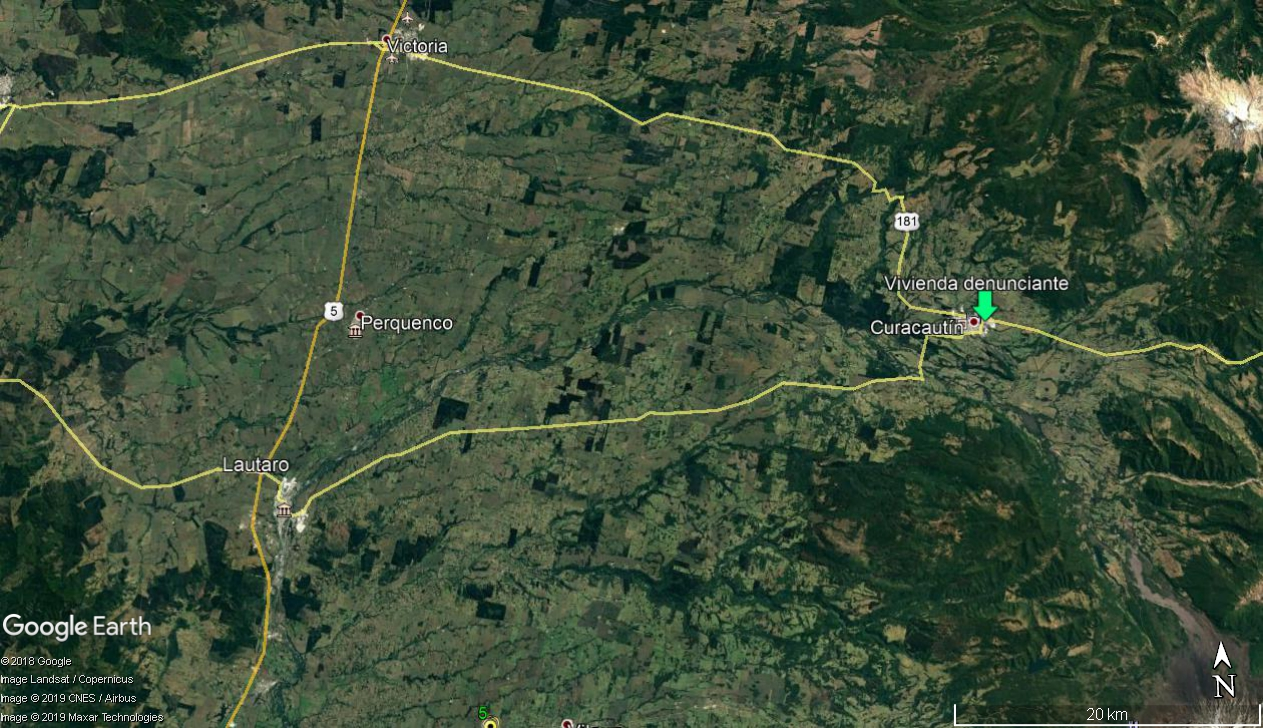 Victoria
181
Vivienda denunciante
5
Perquenco
Curacautín
Lautaro
Google Earth
©2018 Google
Image Landsat / Copernicus
Image © 2019 CNES / Airbus
Image © 2019 Maxar Technologies
5
N
20 km